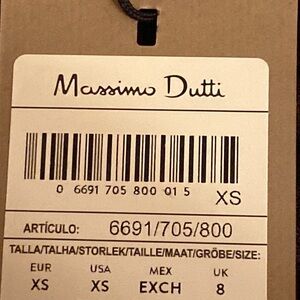 Massimo Dutti
0 6691 705 800 01 5
XS
ARTÍCULO: 6691/705/800
TALLA/TALHA/STORLEK/TAILLE/MAAT/GRÖBE/SIZE:
EUR USA MEX UK
XS XS EXCH 8